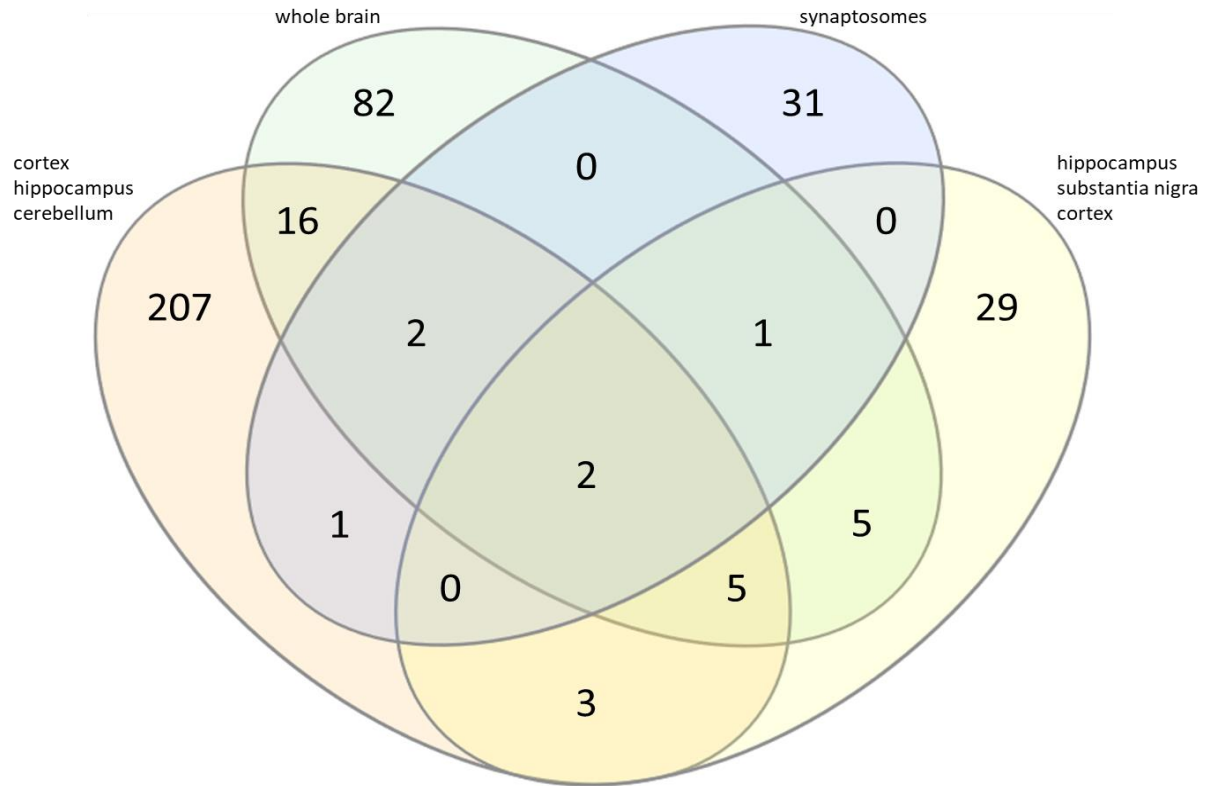 whole brain
synaptosomes
82
31
0
cortex
hippocampus
cerebellum
hippocampus
substantia nigra
cortex
16
0
207
29
2
1
2
1
5
0
5
3